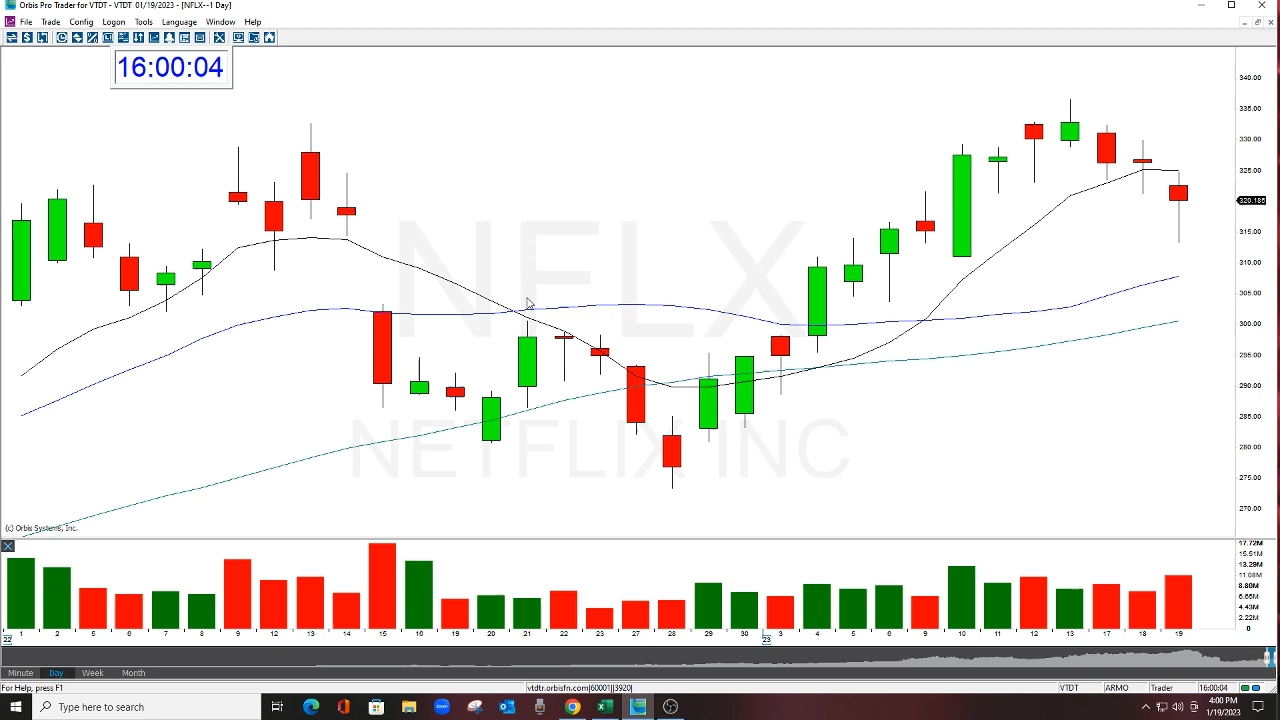 Orbis Pro Trader for VTDT - VTDT 01/19/2023 - [NFLX--1 Day]
File Trade Config Logon Tools Language Window Help
16:00:04
340.00
335.00
330.00
325.00
320.185
315.00
310.00
305.00
300.00
295.00
290.00
285.00
280.00
275.00
270.00
NFLX
NETFLIX INC
(c) Orbis Systems, Inc.
17.72M
15.51M
13.29M
11.08M
8.80M
6.65M
4.43M
2.22M
0
1 2 5 6 7 8 9 12 13 14 15 16 19 20 21 22 23 27 28 29 30 3 4 5 6 9 10 11 12 13 17 18 19
22 23
Minute Day Week Month
For Help, press F1 vtdtr.orbisfn.com|60001||3920| VTDT ARMO Trader 16:00:04
Type here to search
4:00 PM
1/19/2023